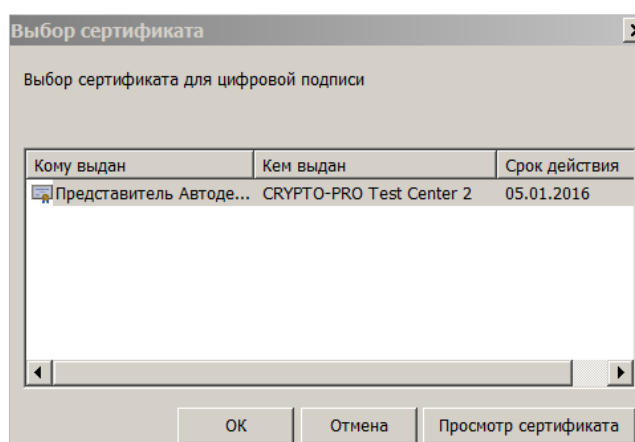 Выбор сертификата
Выбор сертификата для цифровой подписи
Кому выдан Кем выдан Срок действия
Представитель Автоде... CRYPTO-PRO Test Center 2 05.01.2016
ОК Отмена Просмотр сертификата